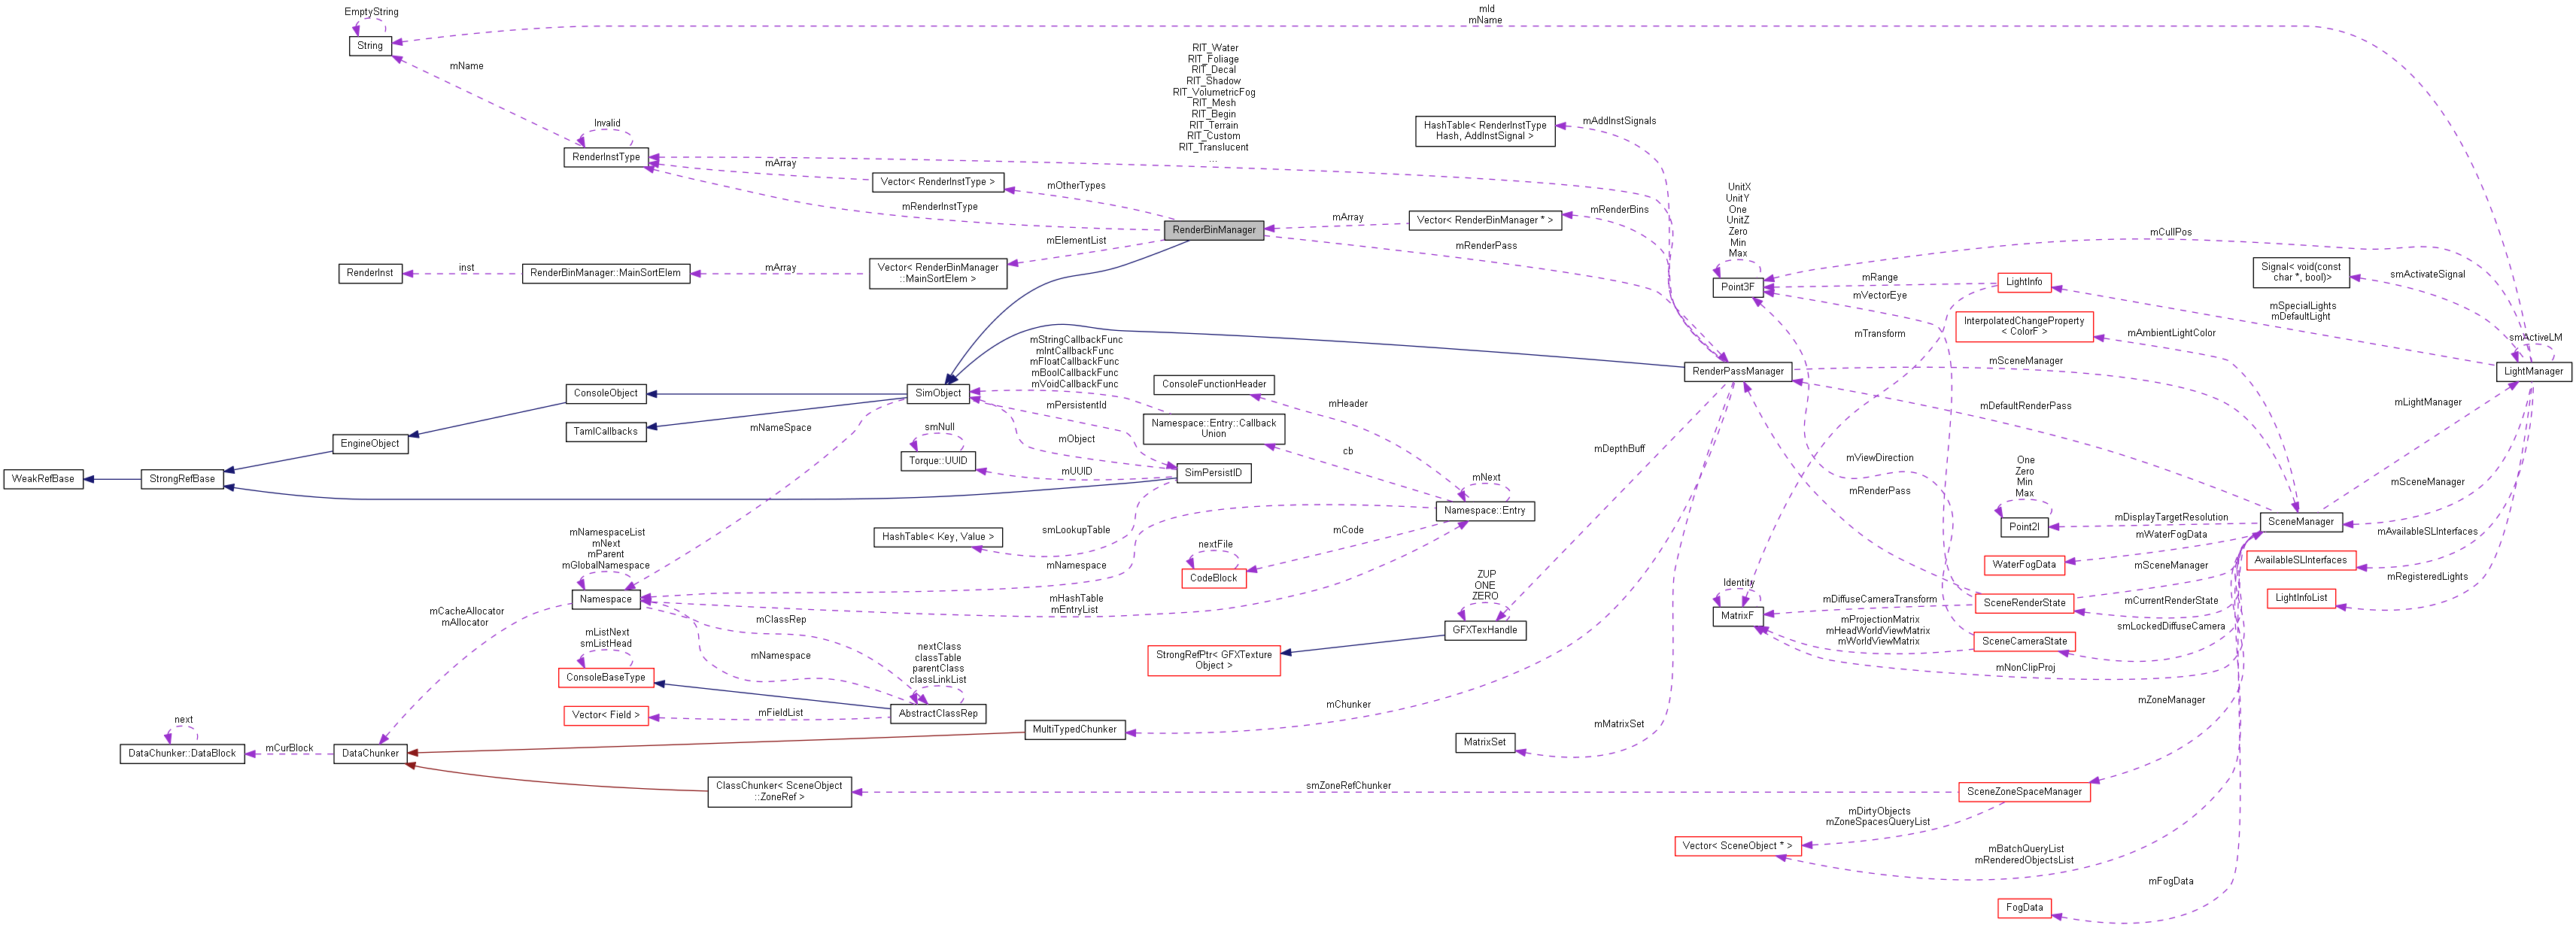 EmptyString
String
mId
mName
mName
RIT_Water
RIT_Foliage
RIT_Decal
RIT_Shadow
RIT_VolumetricFog
RIT_Mesh
RIT_Begin
RIT_Terrain
RIT_Custom
RIT_Translucent
...
Invalid
RenderInstType
mArray
Vector< RenderInstType >
mOtherTypes
mRenderInstType
RenderBinManager
mElementList
RenderInst
inst
RenderBinManager::MainSortElem
mArray
Vector< RenderBinManager
::MainSortElem >
HashTable< RenderInstType
Hash, AddInstSignal >
mAddInstSignals
mArray
Vector< RenderBinManager * >
mRenderBins
mRenderPass
UnitX
UnitY
One
UnitZ
Zero
Min
Max
Point3F
mCullPos
mRange
mVectorEye
LightInfo
Signal< void(const
char *, bool)>
smActivateSignal
mSpecialLights
mDefaultLight
InterpolatedChangeProperty
< ColorF >
mAmbientLightColor
mTransform
smActiveLM
LightManager
RenderPassManager
mSceneManager
mDefaultRenderPass
mLightManager
mStringCallbackFunc
mIntCallbackFunc
mFloatCallbackFunc
mBoolCallbackFunc
mVoidCallbackFunc
ConsoleFunctionHeader
ConsoleObject
SimObject
mPersistentId
mHeader
TamlCallbacks
mNameSpace
smNull
mObject
Namespace::Entry::Callback
Union
EngineObject
Torque::UUID
mUUID
SimPersistID
cb
mDepthBuff
mViewDirection
mRenderPass
WeakRefBase
StrongRefBase
mNext
Namespace::Entry
One
Zero
Min
Max
Point2I
mDisplayTargetResolution
SceneManager
mSceneManager
mNamespaceList
mNext
mParent
mGlobalNamespace
HashTable< Key, Value >
smLookupTable
mCode
nextFile
mNamespace
CodeBlock
WaterFogData
mWaterFogData
mSceneManager
AvailableSLInterfaces
mAvailableSLInterfaces
mRegisteredLights
LightInfoList
Namespace
mHashTable
mEntryList
ZUP
ONE
ZERO
GFXTexHandle
Identity
MatrixF
mDiffuseCameraTransform
SceneRenderState
mCurrentRenderState
mCacheAllocator
mAllocator
mClassRep
mListNext
smListHead
mNamespace
nextClass
classTable
parentClass
classLinkList
StrongRefPtr< GFXTexture
Object >
mProjectionMatrix
mHeadWorldViewMatrix
mWorldViewMatrix
SceneCameraState
smLockedDiffuseCamera
mNonClipProj
ConsoleBaseType
Vector< Field >
mFieldList
AbstractClassRep
mChunker
mMatrixSet
mZoneManager
next
DataChunker::DataBlock
mCurBlock
DataChunker
MultiTypedChunker
MatrixSet
ClassChunker< SceneObject
::ZoneRef >
smZoneRefChunker
SceneZoneSpaceManager
mDirtyObjects
mZoneSpacesQueryList
Vector< SceneObject * >
mBatchQueryList
mRenderedObjectsList
mFogData
FogData